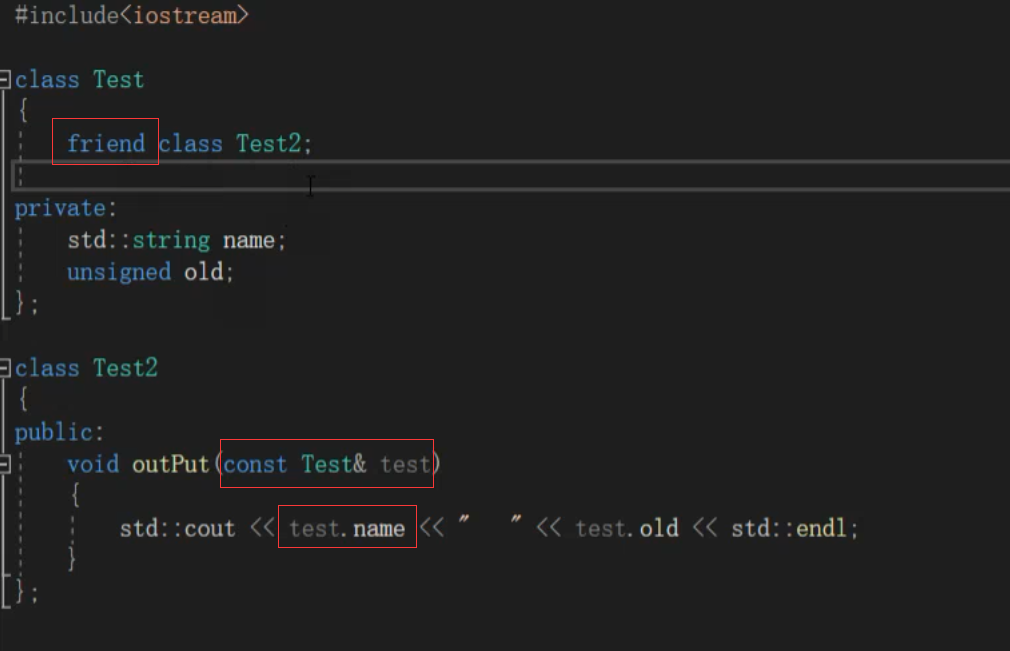 #include<iostream>
class Test
{
friend class Test2;
private:
std::string name;
unsigned old;
};
class Test2
{
public:
void outPut(const Test& test)
{
std::cout << test.name << "   " << test.old << std::endl;
}
};